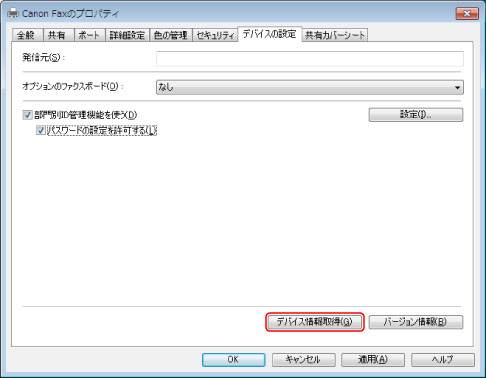 Canon Faxのプロパティ
全般 共有 ポート 詳細設定 色の管理 セキュリティ デバイスの設定 共有カバーシート
発信元(S):
オプションのファクスボード(O): なし
部門別ID管理機能を使う(D) 設定(J)...
パスワードの設定を許可する(L)
デバイス情報取得(G) バージョン情報(B)
OK キャンセル 適用(A) ヘルプ